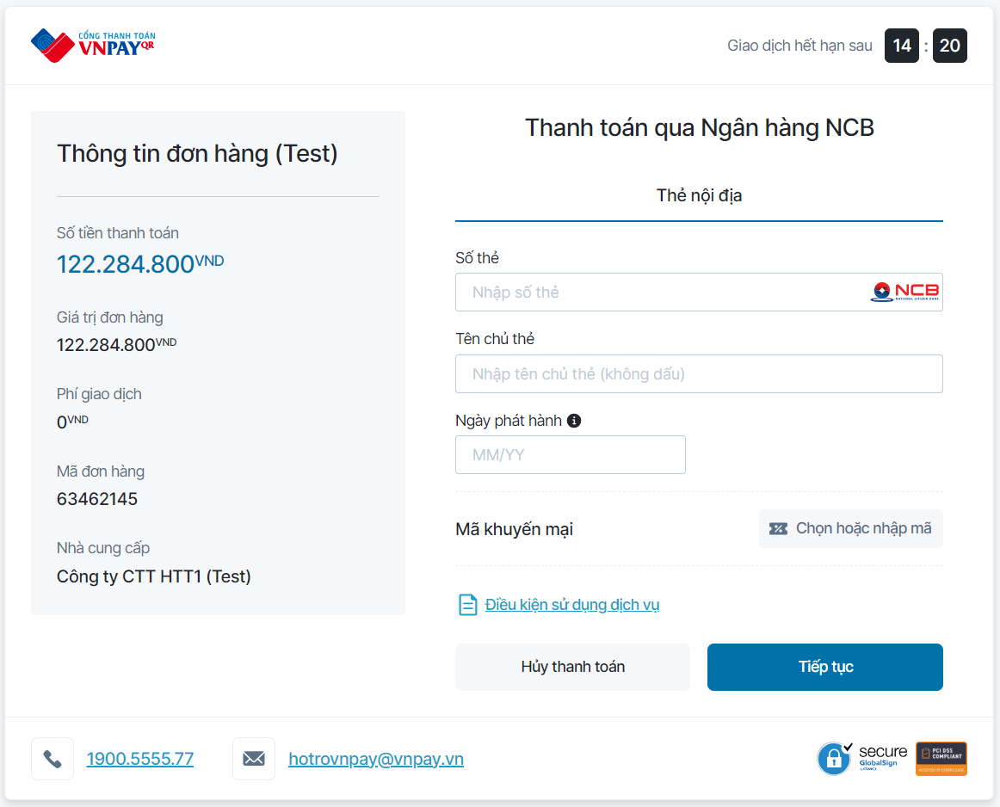 CỔNG THANH TOÁN
VNPAYQR
Giao dịch hết hạn sau 14 : 20
Thông tin đơn hàng (Test)
Số tiền thanh toán
122.284.800VND
Giá trị đơn hàng
122.284.800VND
Phí giao dịch
0VND
Mã đơn hàng
63462145
Nhà cung cấp
Công ty CTT HTT1 (Test)
Thanh toán qua Ngân hàng NCB
Thẻ nội địa
Số thẻ
Nhập số thẻ
NCB
NATIONAL CITIZEN BANK
Tên chủ thẻ
Nhập tên chủ thẻ (không dấu)
Ngày phát hành
MM/YY
Mã khuyến mại
Chọn hoặc nhập mã
Điều kiện sử dụng dịch vụ
Hủy thanh toán
Tiếp tục
1900.5555.77
hotrovnpay@vnpay.vn
secure
GlobalSign
PCI DSS
COMPLIANT